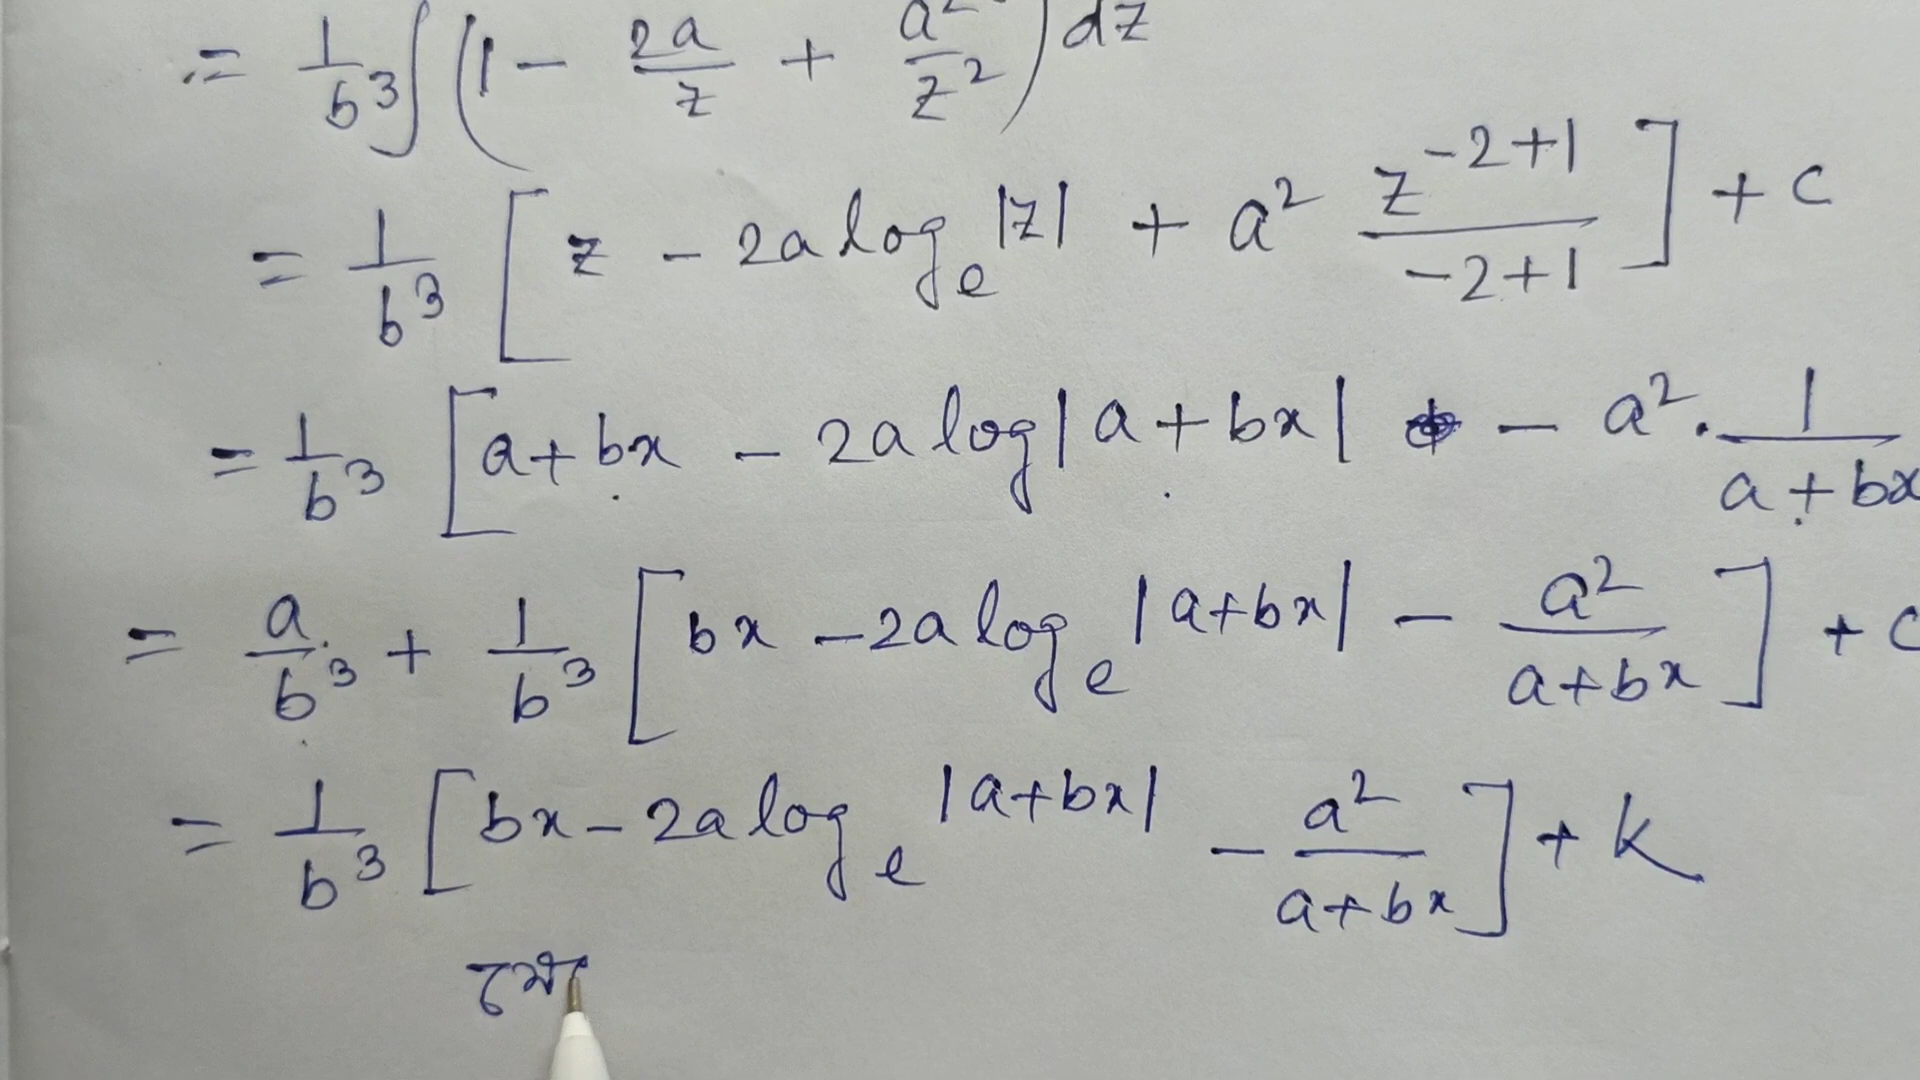 = 1/b³ ∫ (1 - 2a/z + a²/z²) dz
= 1/b³ [z - 2a logₑ |z| + a² z⁻²⁺¹/-2+1] + c
= 1/b³ [a+bx - 2a log|a+bx| - a². 1/a+bx
= a/b³ + 1/b³ [bx - 2a logₑ |a+bx| - a²/a+bx] + c
= 1/b³ [bx - 2a logₑ |a+bx| - a²/a+bx] + k